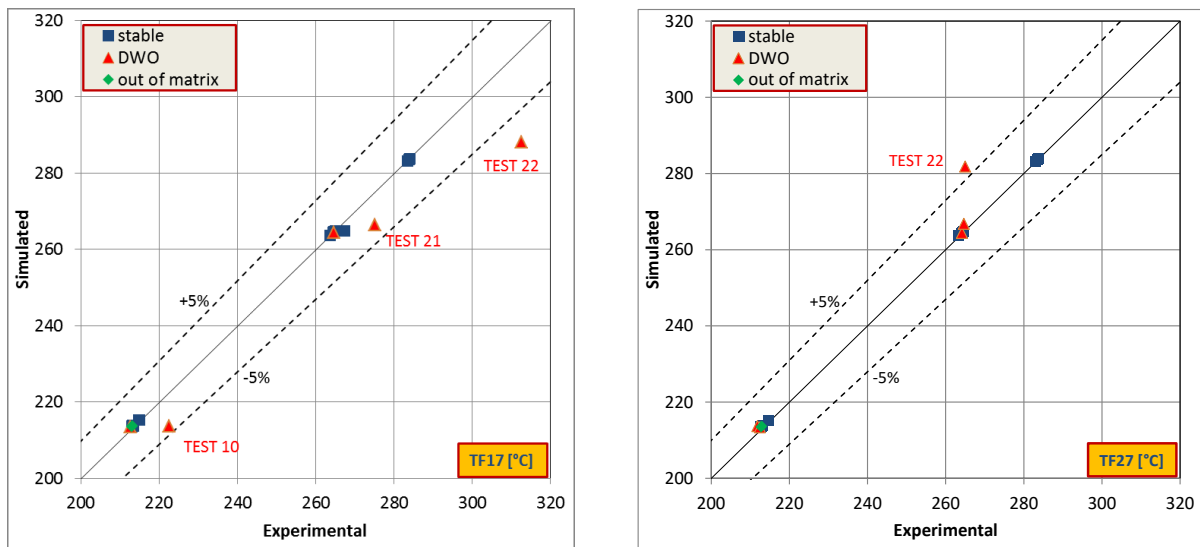 320
300
280
260
240
220
200
Simulated
stable
DWO
out of matrix
TEST 22
TEST 21
+5%
-5%
TEST 10
TF17 [°C]
200 220 240 260 280 300 320
Experimental
320
300
280
260
240
220
200
Simulated
stable
DWO
out of matrix
TEST 22
+5%
-5%
TF27 [°C]
200 220 240 260 280 300 320
Experimental